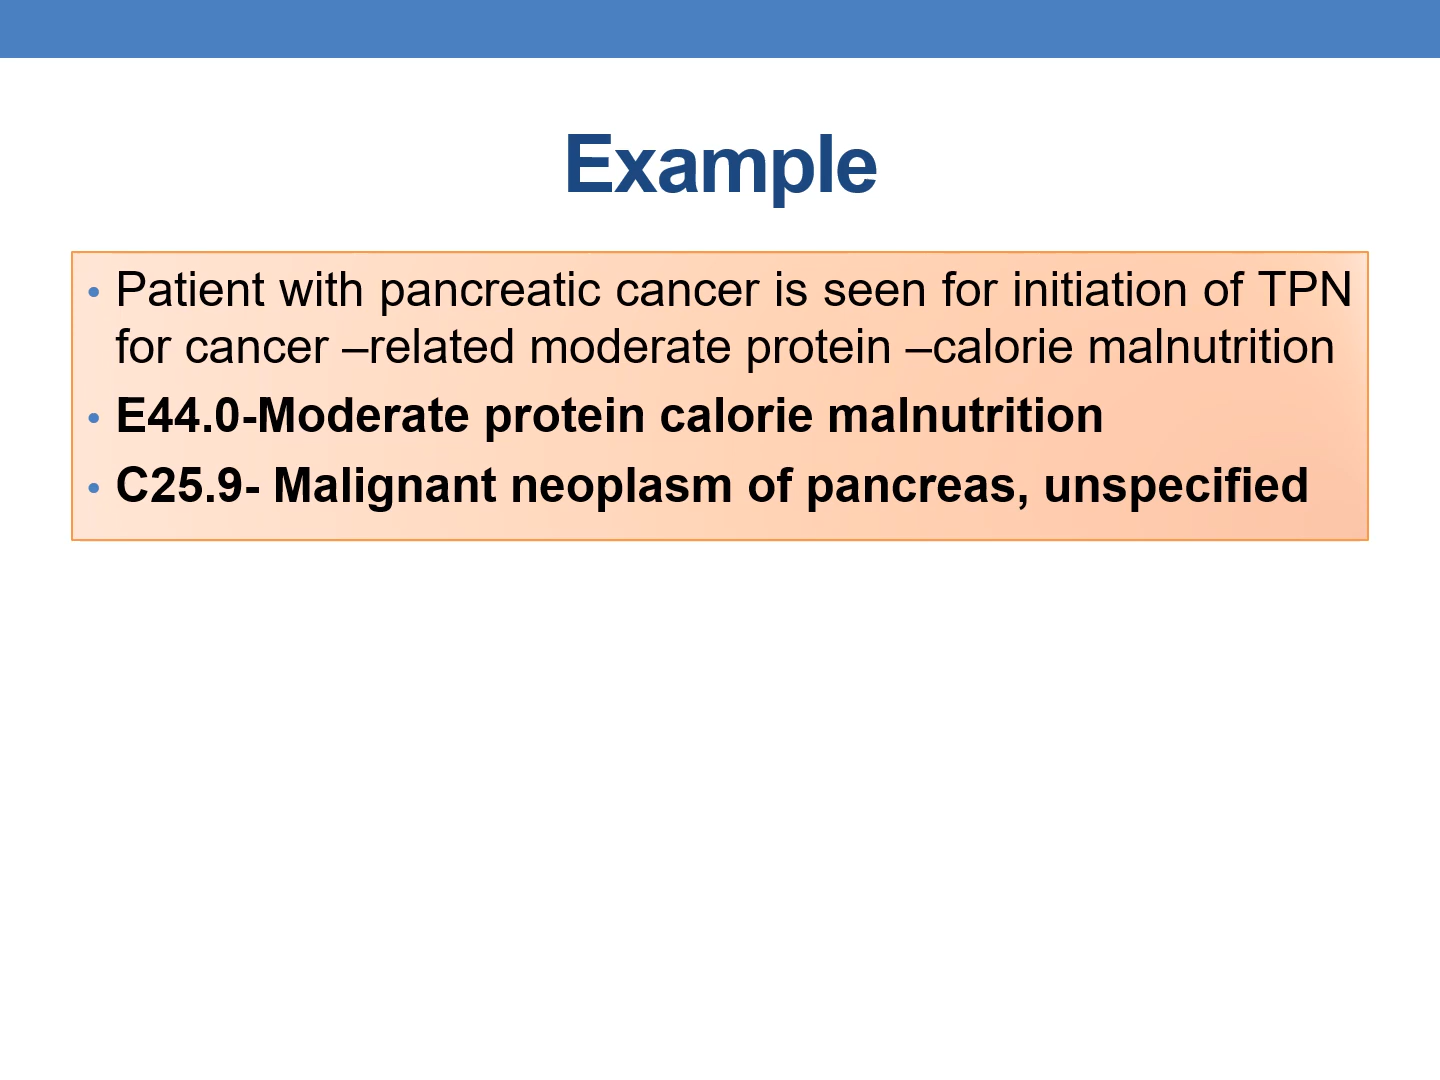 Example
• Patient with pancreatic cancer is seen for initiation of TPN
for cancer –related moderate protein –calorie malnutrition
• E44.0-Moderate protein calorie malnutrition
• C25.9- Malignant neoplasm of pancreas, unspecified